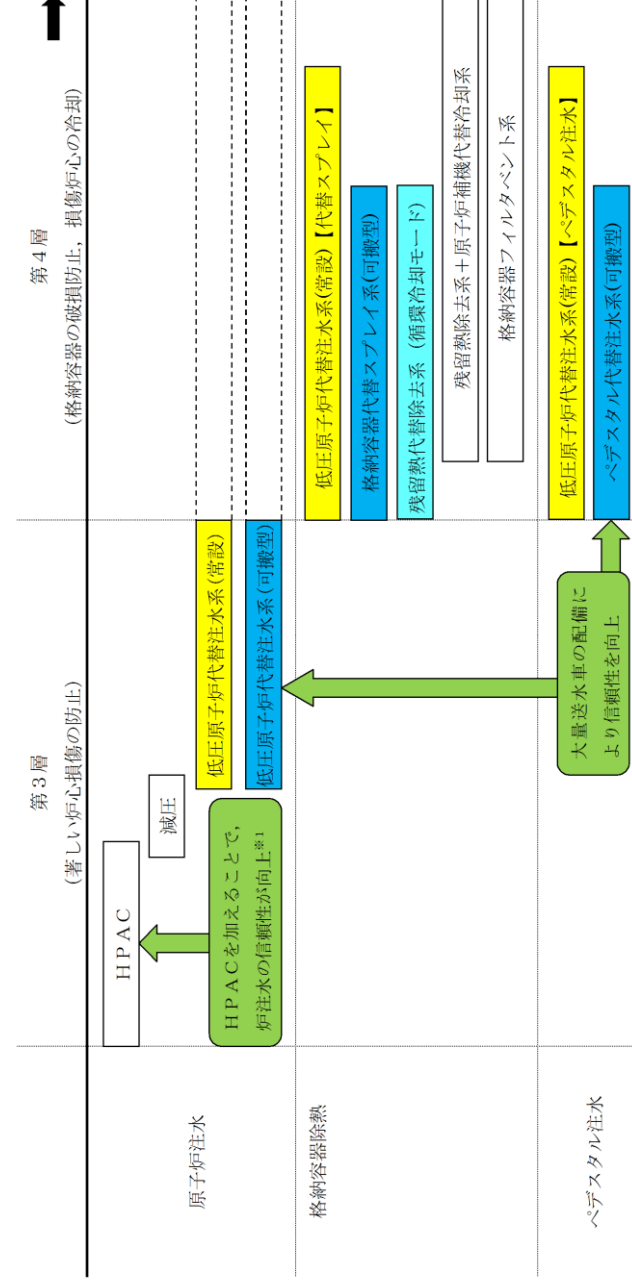 第３層
(著しい炉心損傷の防止)
第４層
(格納容器の破損防止，損傷炉心の冷却)
原子炉注水
ＨＰＡＣ
減圧
ＨＰＡＣを加えることで，
炉注水の信頼性が向上※1
低圧原子炉代替注水系(常設)
低圧原子炉代替注水系(可搬型)
格納容器除熱
低圧原子炉代替注水系(常設)【代替スプレイ】
格納容器代替スプレイ系(可搬型)
残留熱代替除去系（循環冷却モード）
残留熱除去系＋原子炉補機代替冷却系
格納容器フィルタベント系
ペデスタル注水
大量送水車の配備に
より信頼性を向上
低圧原子炉代替注水系(常設)【ペデスタル注水】
ペデスタル代替注水系(可搬型)